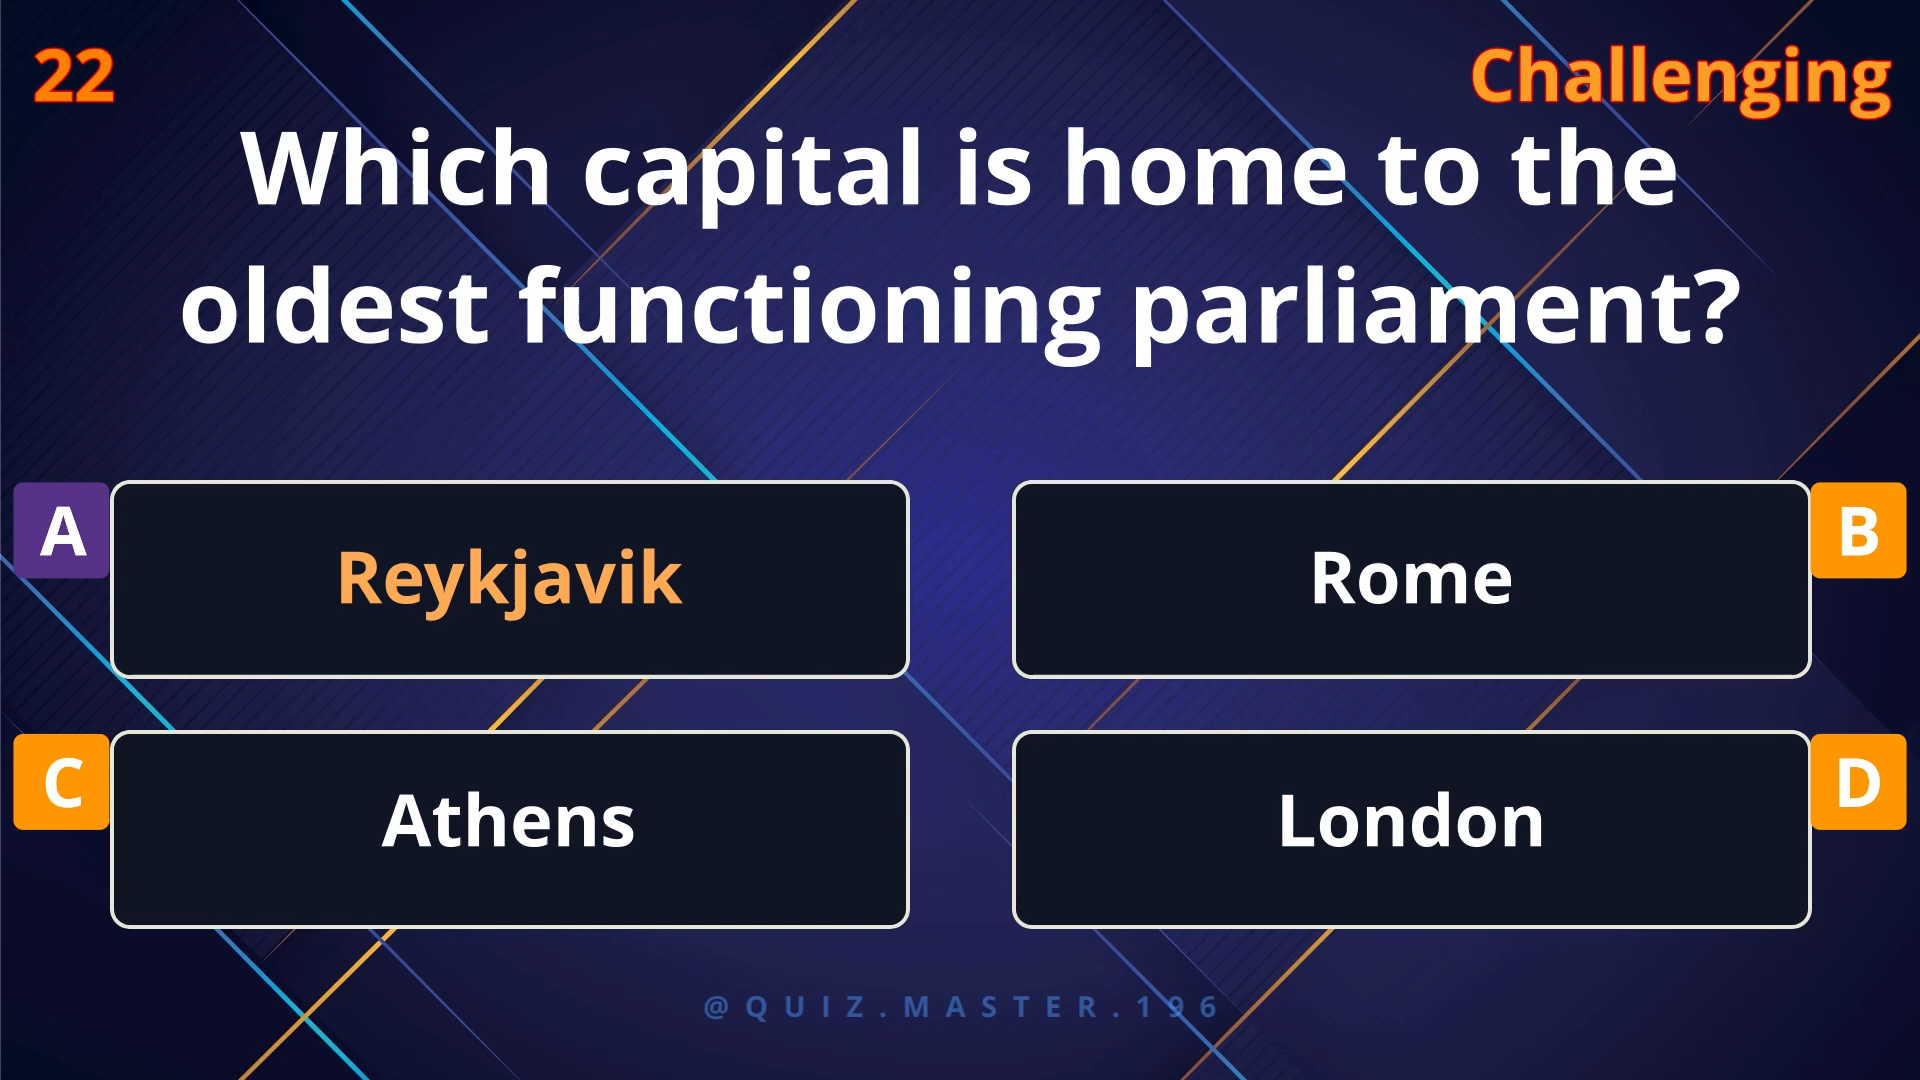 22
Challenging
Which capital is home to the
oldest functioning parliament?
A
Reykjavik
Rome
B
C
Athens
London
D
@QUIZ.MASTER.196